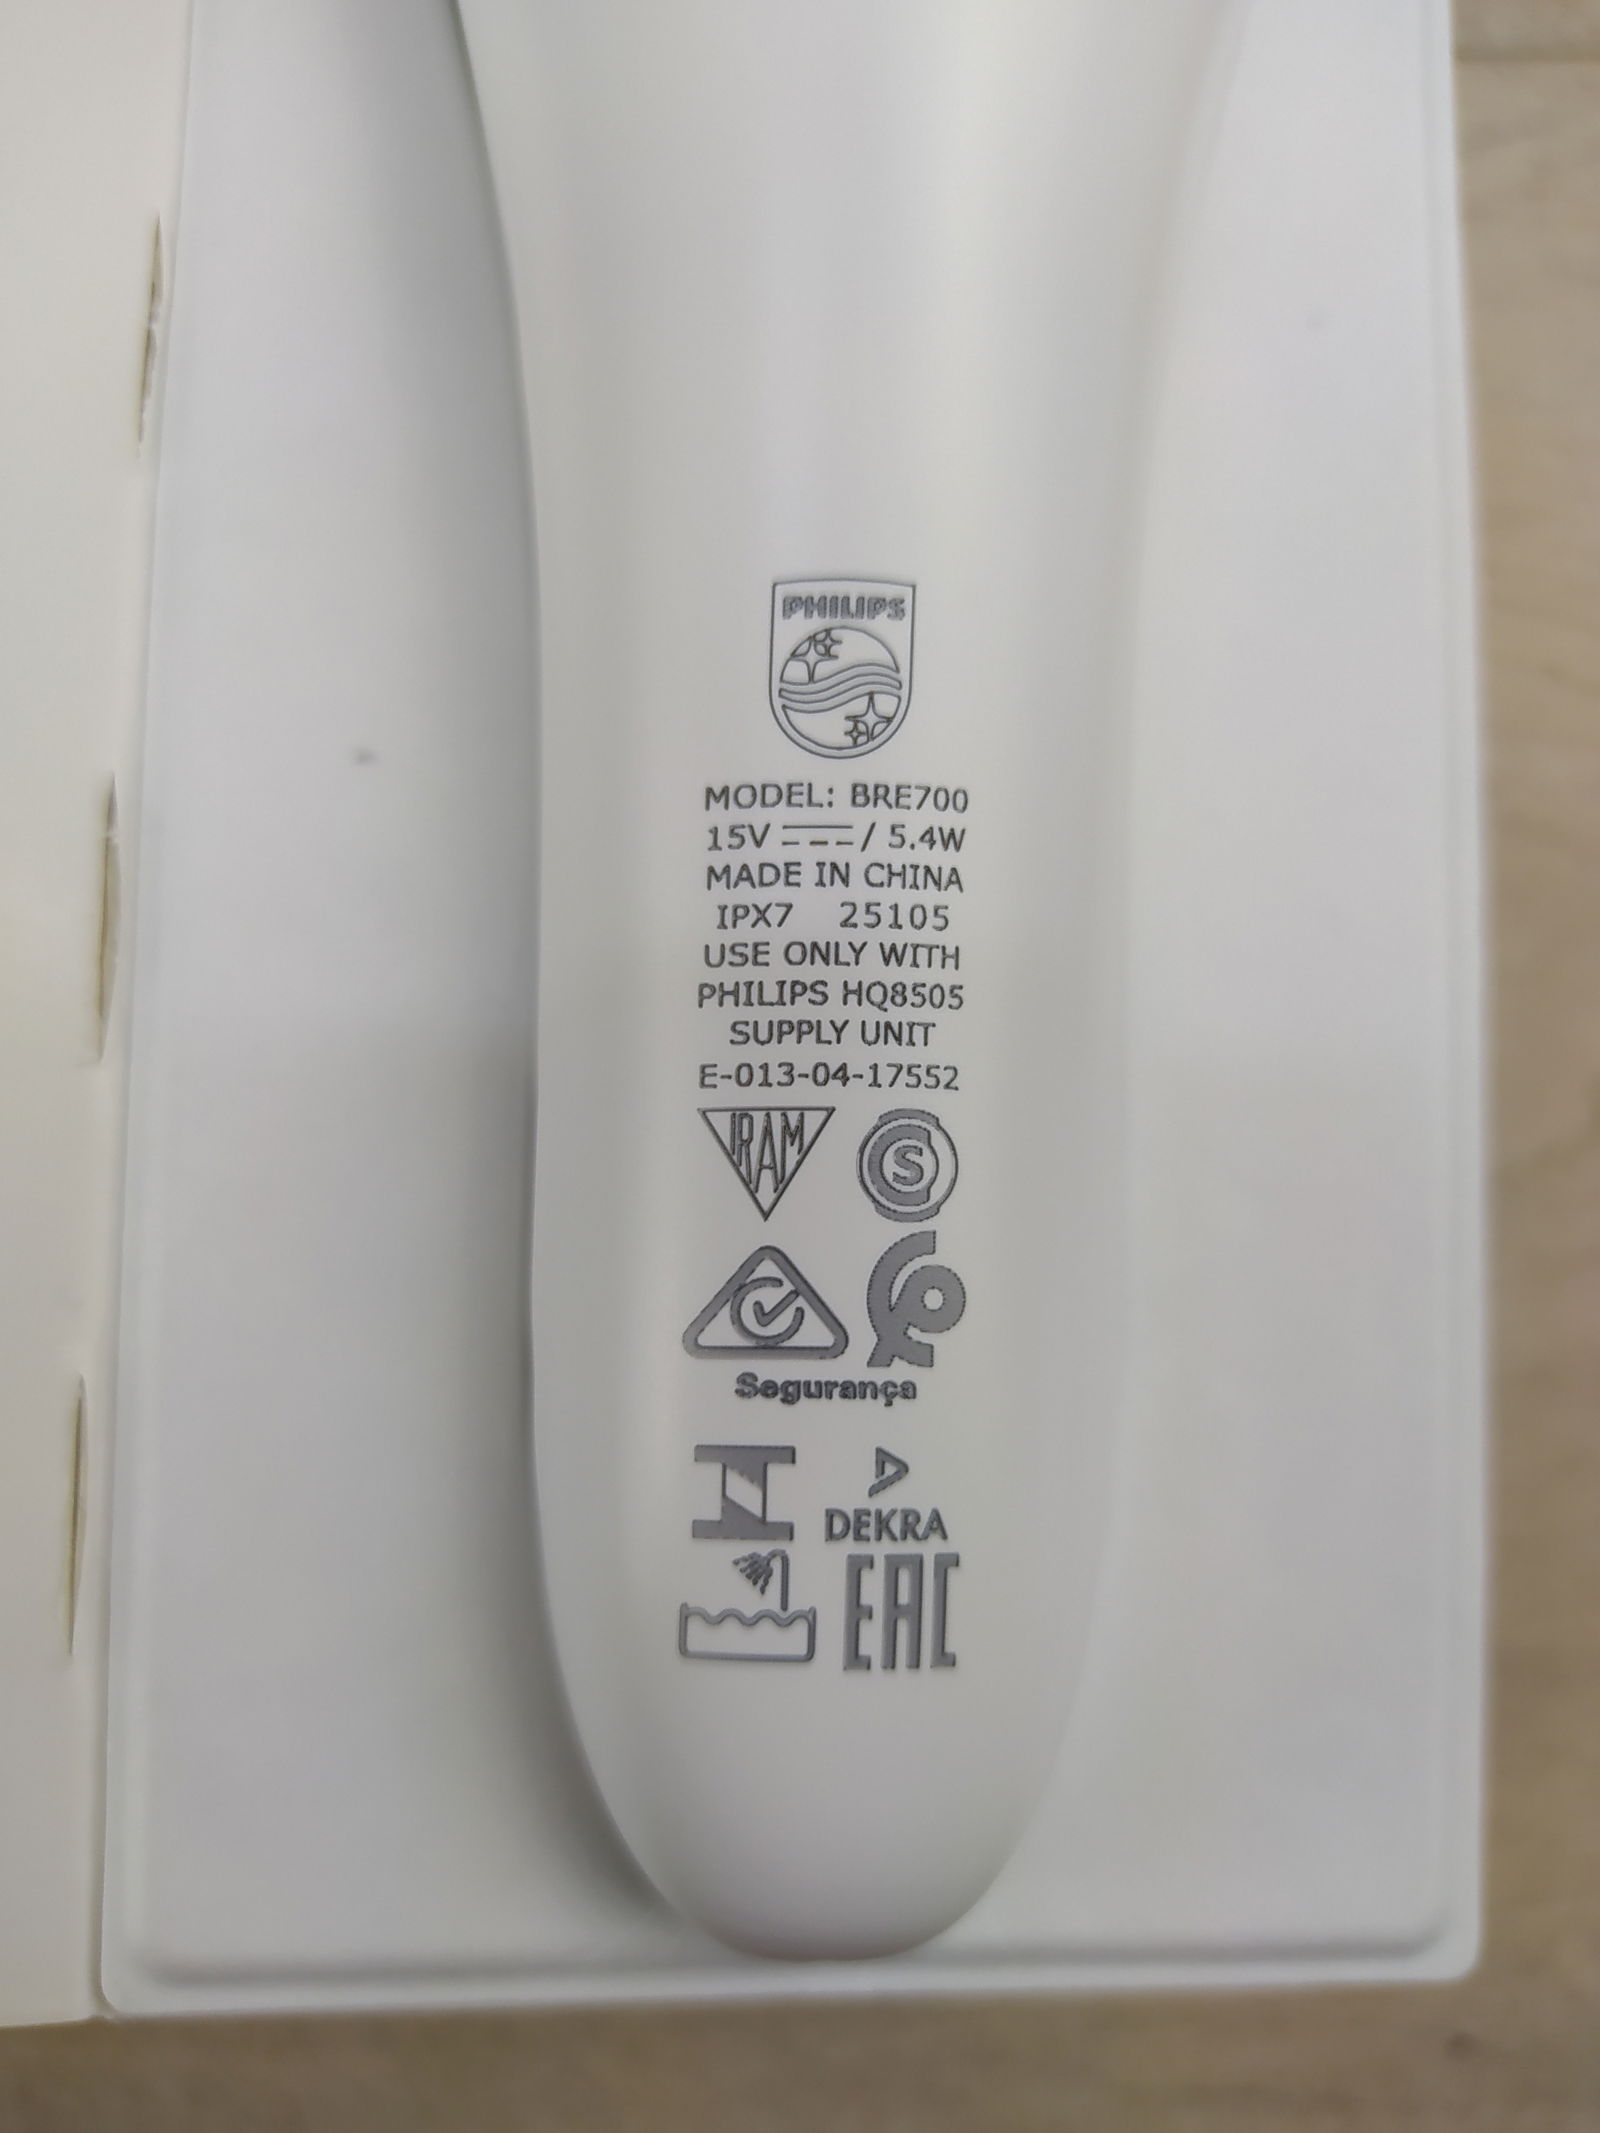 PHILIPS
MODEL: BRE700
15V ⎓ / 5.4W
MADE IN CHINA
IPX7 25105
USE ONLY WITH
PHILIPS HQ8505
SUPPLY UNIT
E-013-04-17552
IRAM S
Segurança
DEKRA
EAC